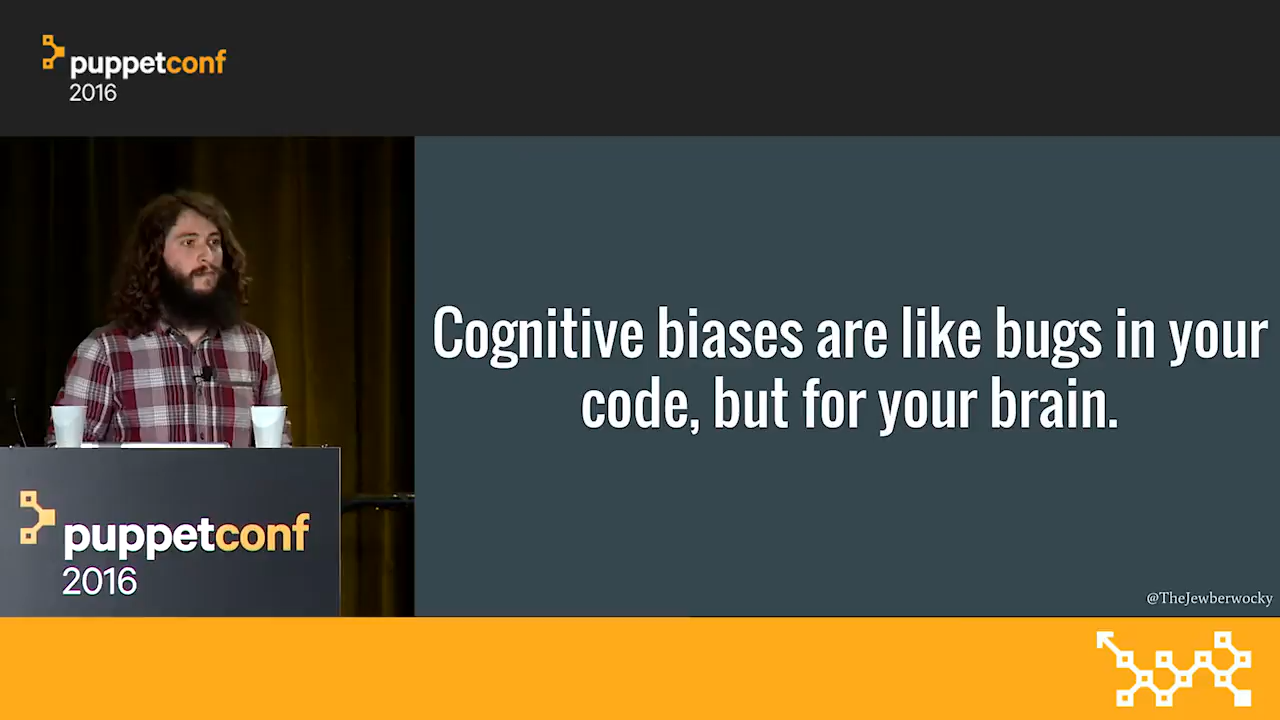 puppetconf
2016
Cognitive biases are like bugs in your
code, but for your brain.
puppetconf
2016
@TheJewberwocky